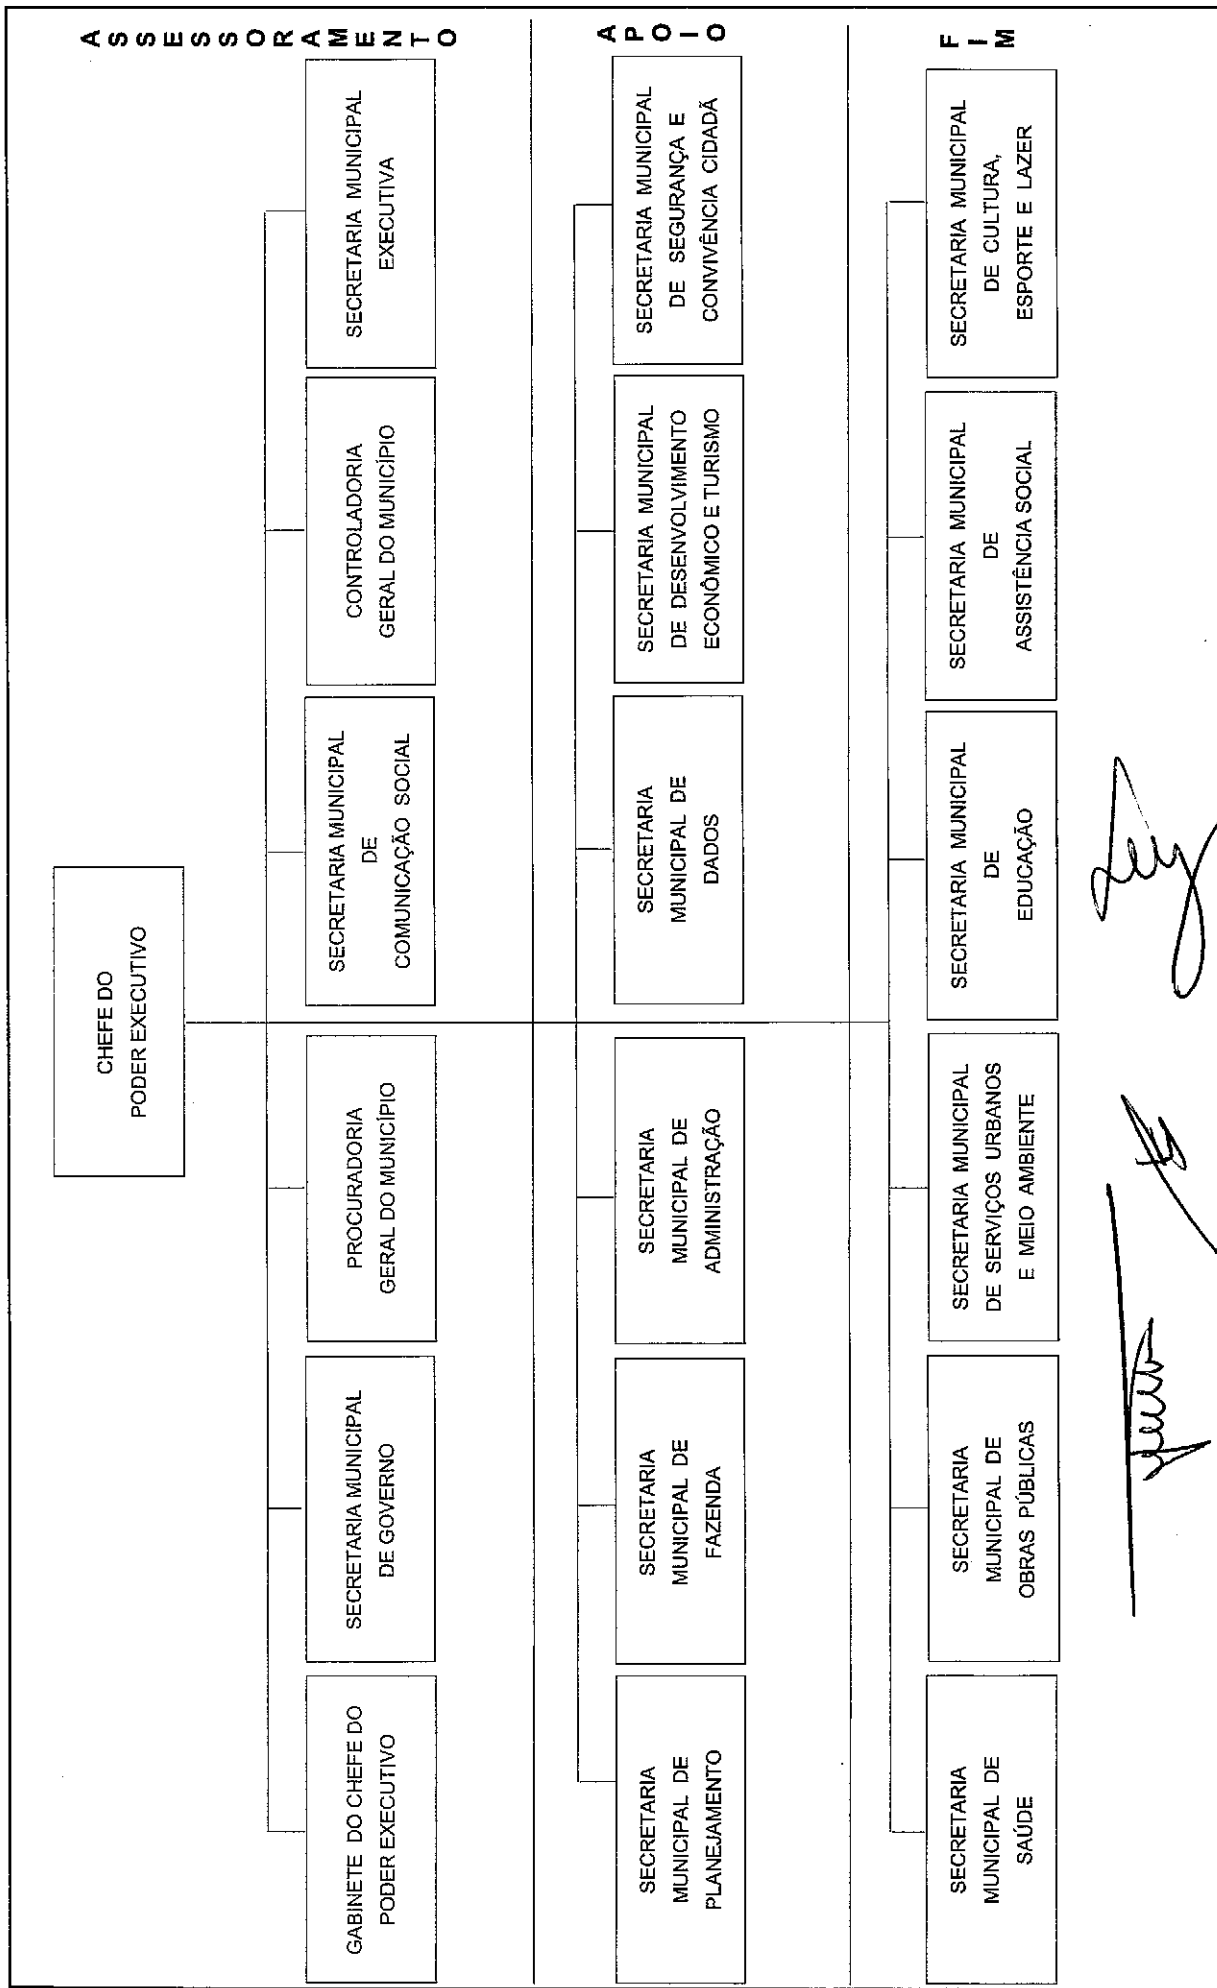 CHEFE DO
PODER EXECUTIVO
ASSESSORAMENTO
GABINETE DO CHEFE DO
PODER EXECUTIVO
SECRETARIA MUNICIPAL
DE GOVERNO
PROCURADORIA
GERAL DO MUNICÍPIO
SECRETARIA MUNICIPAL
DE
COMUNICAÇÃO SOCIAL
CONTROLADORIA
GERAL DO MUNICÍPIO
SECRETARIA MUNICIPAL
EXECUTIVA
APOIO
SECRETARIA
MUNICIPAL DE
PLANEJAMENTO
SECRETARIA
MUNICIPAL DE
FAZENDA
SECRETARIA
MUNICIPAL DE
ADMINISTRAÇÃO
SECRETARIA
MUNICIPAL DE
DADOS
SECRETARIA MUNICIPAL
DE DESENVOLVIMENTO
ECONÔMICO E TURISMO
SECRETARIA MUNICIPAL
DE SEGURANÇA E
CONVIVÊNCIA CIDADÃ
FIM
SECRETARIA
MUNICIPAL DE
SAÚDE
SECRETARIA
MUNICIPAL DE
OBRAS PÚBLICAS
SECRETARIA MUNICIPAL
DE SERVIÇOS URBANOS
E MEIO AMBIENTE
SECRETARIA MUNICIPAL
DE
EDUCAÇÃO
SECRETARIA MUNICIPAL
DE
ASSISTÊNCIA SOCIAL
SECRETARIA MUNICIPAL
DE CULTURA,
ESPORTE E LAZER